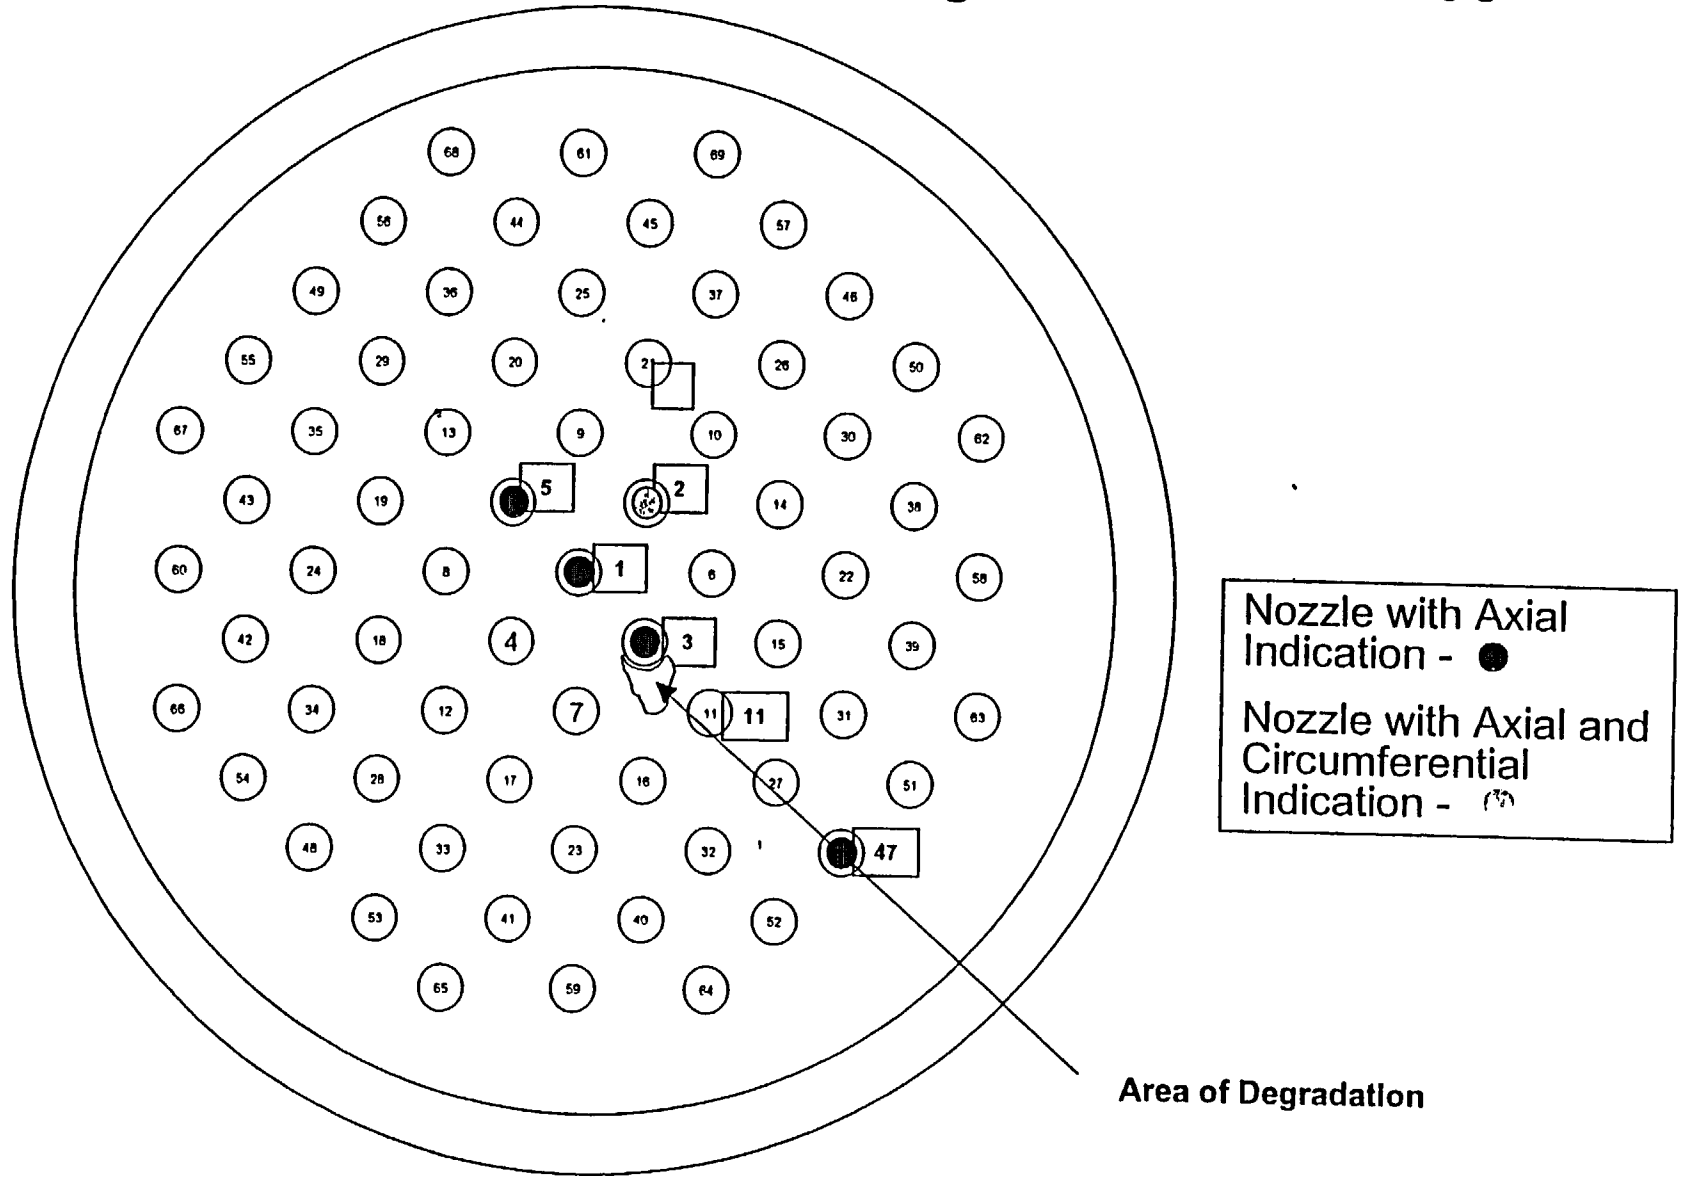 68 61 69
56 44 45 57
49 36 25 37 46
55 29 20 21 26 50
67 35 13 9 10 30 62
43 19 5 2 14 38
60 24 8 1 6 22 58
42 18 4 3 15 39
66 34 12 7 11 11 31 63
54 28 17 16 27 51
48 33 23 32 47
53 41 40 52
65 59 64
Nozzle with Axial
Indication -
Nozzle with Axial and
Circumferential
Indication -
Area of Degradation